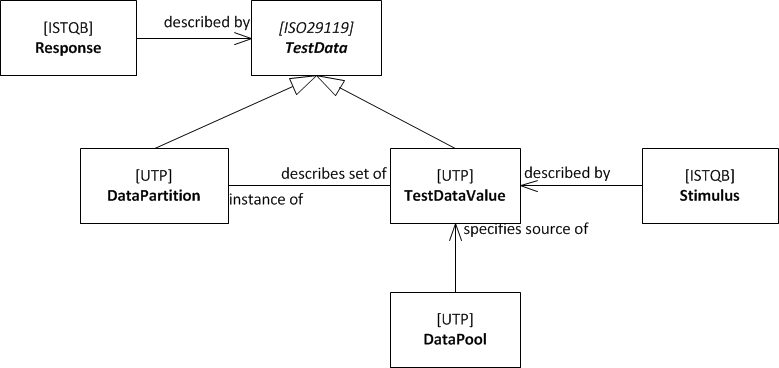 [ISTQB]
Response
described by
[ISO29119]
TestData
[UTP]
DataPartition
describes set of
instance of
[UTP]
TestDataValue
described by
[ISTQB]
Stimulus
specifies source of
[UTP]
DataPool